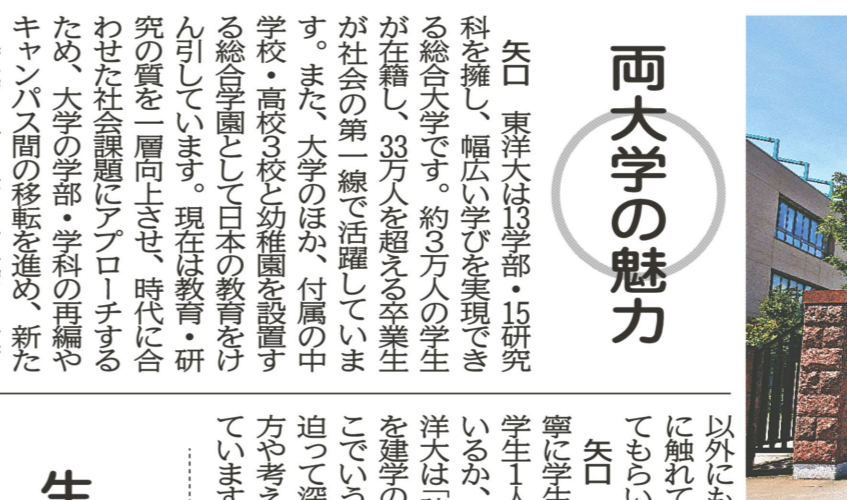 両大学の魅力
矢口　東洋大は13学部・15研究
科を擁し、幅広い学びを実現でき
る総合大学です。約3万人の学生
が在籍し、33万人を超える卒業生
が社会の第一線で活躍していま
す。また、大学のほか、付属の中
学校・高校3校と幼稚園を設置す
る総合学園として日本の教育をけ
ん引しています。現在は教育・研
究の質を一層向上させ、時代に合
わせた社会課題にアプローチする
ため、大学の学部・学科の再編や
キャンパス間の移転を進め、新た
以外にも
に触れて
てもらい
矢口
寧に学生
学生1人
いるか、
洋大は「
を建学の
こでいう
迫って深
方や考え
ています
生